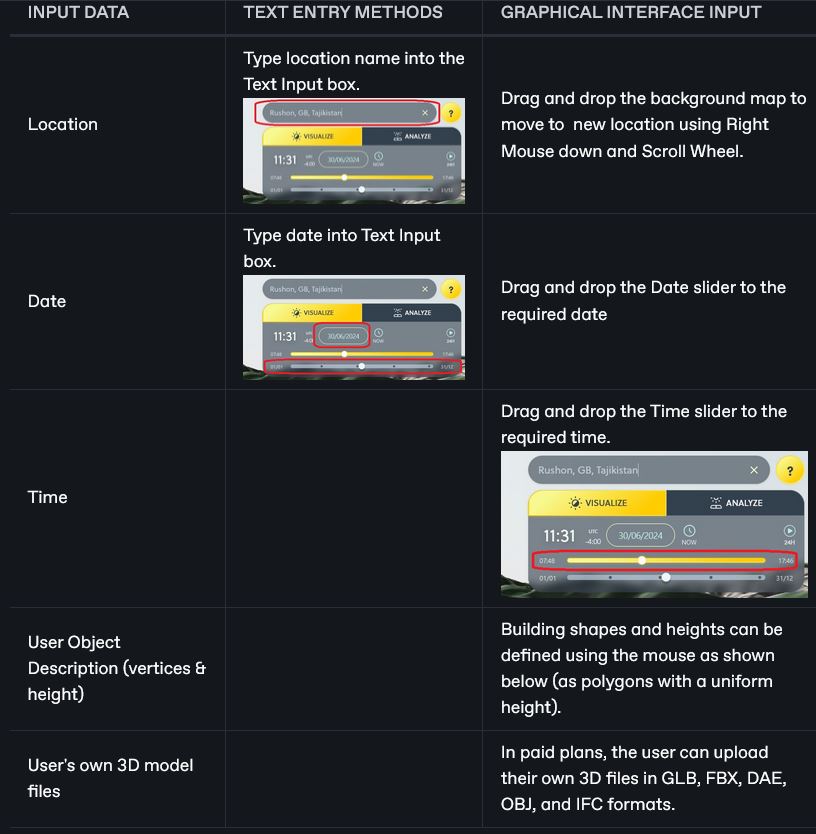 INPUT DATA
TEXT ENTRY METHODS
GRAPHICAL INTERFACE INPUT
Location
Type location name into the
Text Input box.
Rushon, GB, Tajikistan
?
VISUALIZE
ANALYZE
11:31
UTC
-4:00
30/06/2024
NOW
24H
07:48
17:46
01/01
31/12
Drag and drop the background map to
move to new location using Right
Mouse down and Scroll Wheel.
Date
Type date into Text Input
box.
Rushon, GB, Tajikistan
?
VISUALIZE
ANALYZE
11:31
UTC
-4:00
30/06/2024
NOW
24H
07:48
17:46
01/01
31/12
Drag and drop the Date slider to the
required date
Time
Drag and drop the Time slider to the
required time.
Rushon, GB, Tajikistan
?
VISUALIZE
ANALYZE
11:31
UTC
-4:00
30/06/2024
NOW
24H
07:48
17:46
01/01
31/12
User Object
Description (vertices &
height)
Building shapes and heights can be
defined using the mouse as shown
below (as polygons with a uniform
height).
User's own 3D model
files
In paid plans, the user can upload
their own 3D files in GLB, FBX, DAE,
OBJ, and IFC formats.